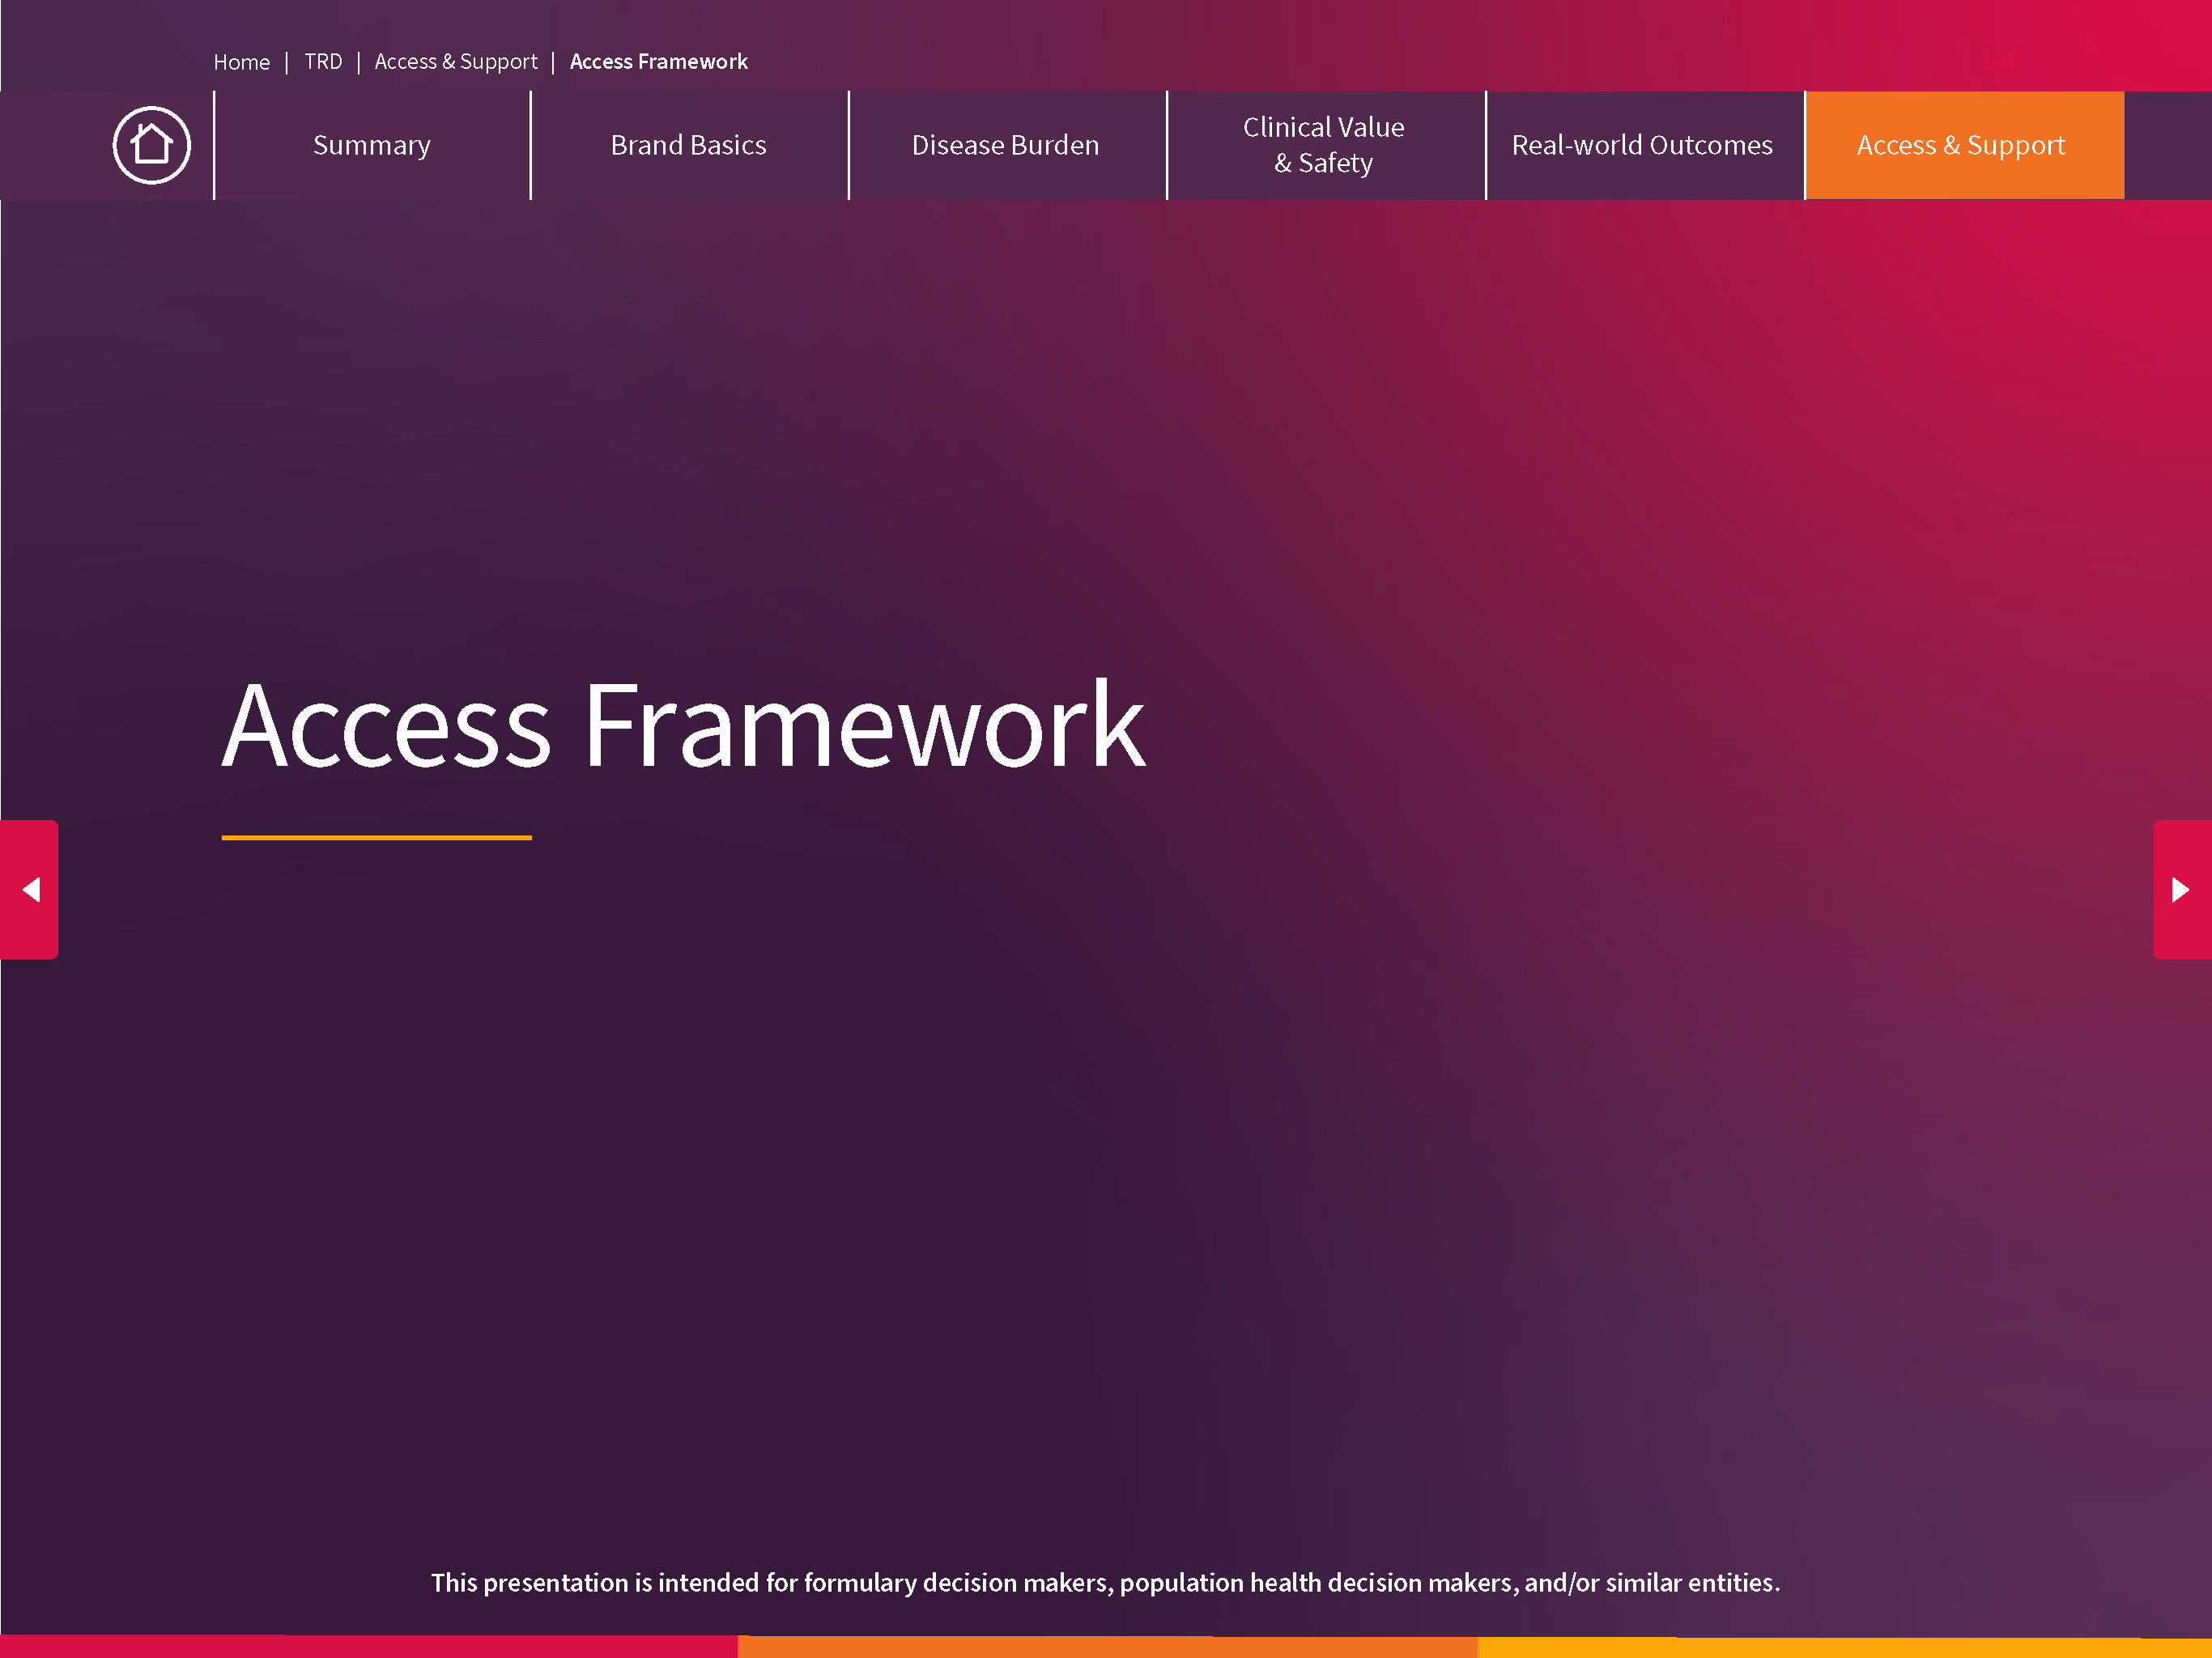 Home | TRD | Access & Support | Access Framework
138
Summary
Brand Basics
Disease Burden
Clinical Value
& Safety
Real-world Outcomes
Access & Support
Access Framework
This presentation is intended for formulary decision makers, population health decision makers, and/or similar entities.